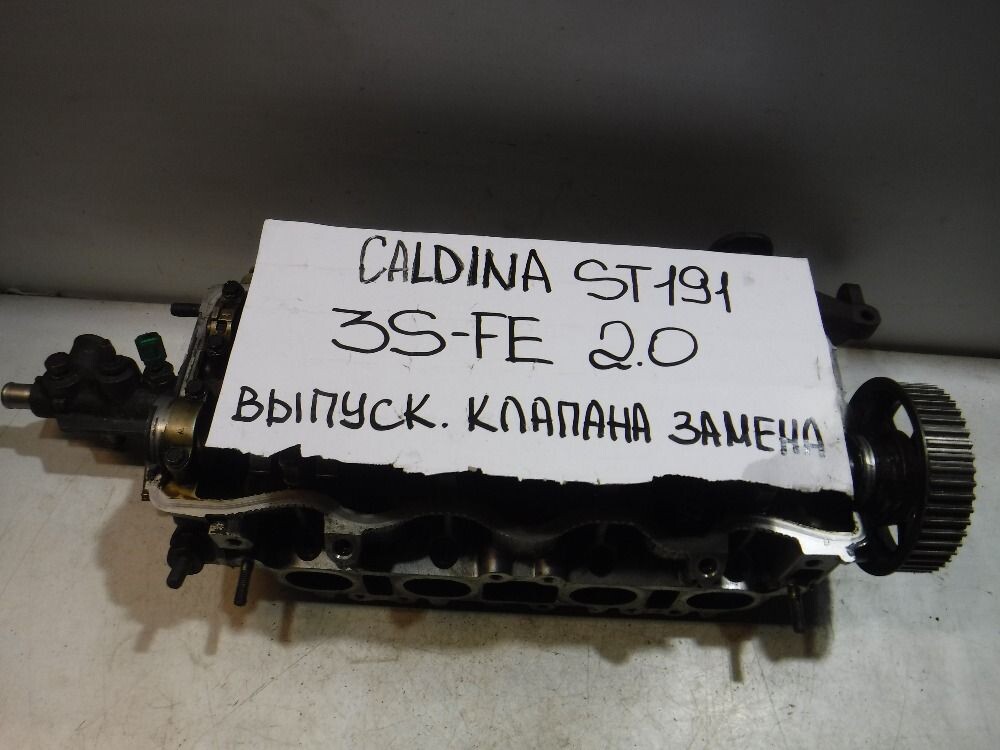 CALDINA ST191
3S-FE 2.0
ВЫПУСК. КЛАПАНА ЗАМЕНА